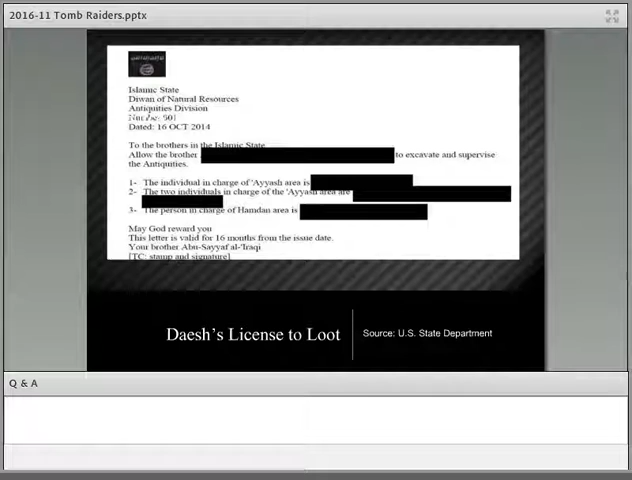 2016-11 Tomb Raiders.pptx
Islamic State
Diwan of Natural Resources
Antiquities Division
Dated: 16 OCT 2014
To the brothers in the Islamic State
Allow the brother to excavate and supervise
the Antiquities.
1- The individual in charge of 'Ayyash area is
2- The two individuals in charge of the 'Ayyash area are
3- The person in charge of Hamdan area is
May God reward you
This letter is valid for 16 months from the issue date.
Your brother Abu-Sayyaf al-'Iraqi
[TC: stamp and signature]
Daesh's License to Loot
Source: U.S. State Department
Q & A